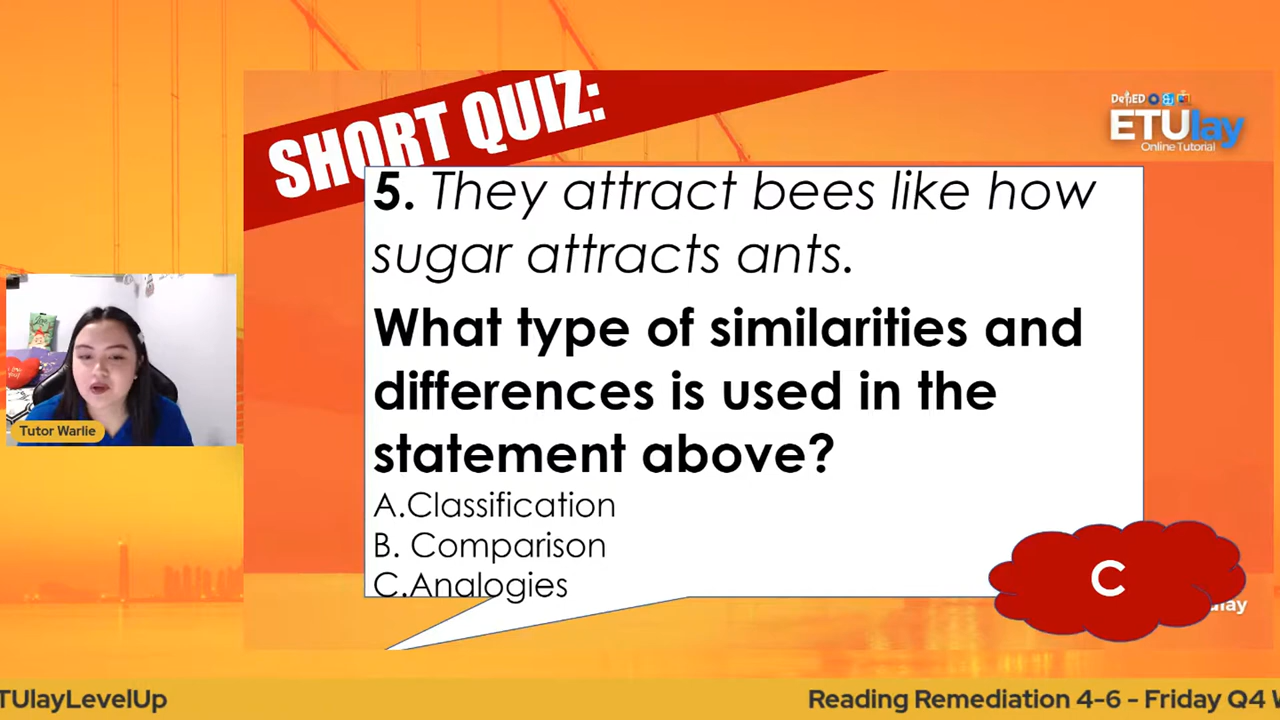 SHORT QUIZ:
DepED
ETUlay
Online Tutorial
5. They attract bees like how
sugar attracts ants.
What type of similarities and
differences is used in the
statement above?
A.Classification
B. Comparison
C.Analogies
C
Tutor Warlie
TUlayLevelUp
Reading Remediation 4-6 - Friday Q4 W